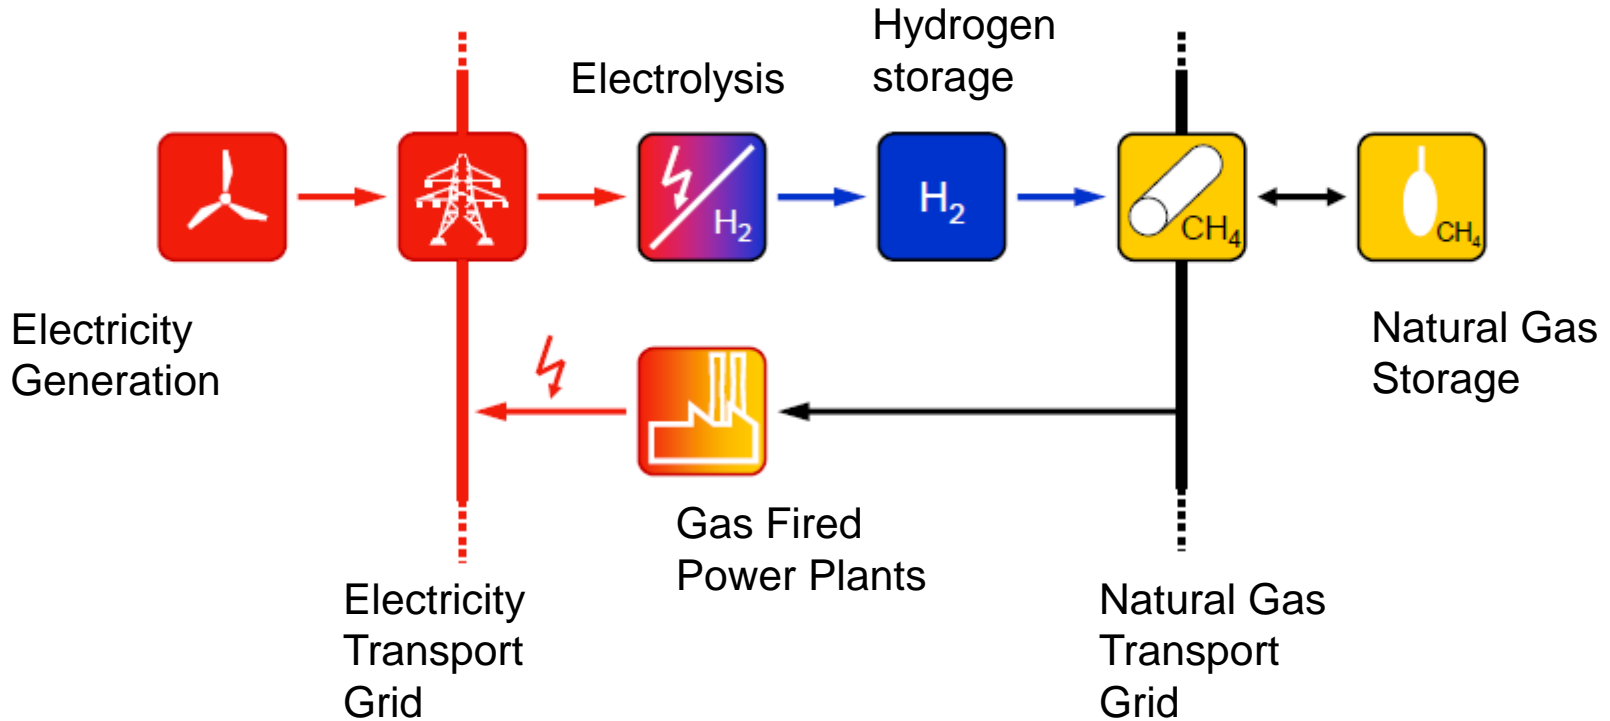 Hydrogen
storage
Electrolysis
H₂
H₂
CH₄
CH₄
Electricity
Generation
Natural Gas
Storage
Gas Fired
Power Plants
Electricity
Transport
Grid
Natural Gas
Transport
Grid